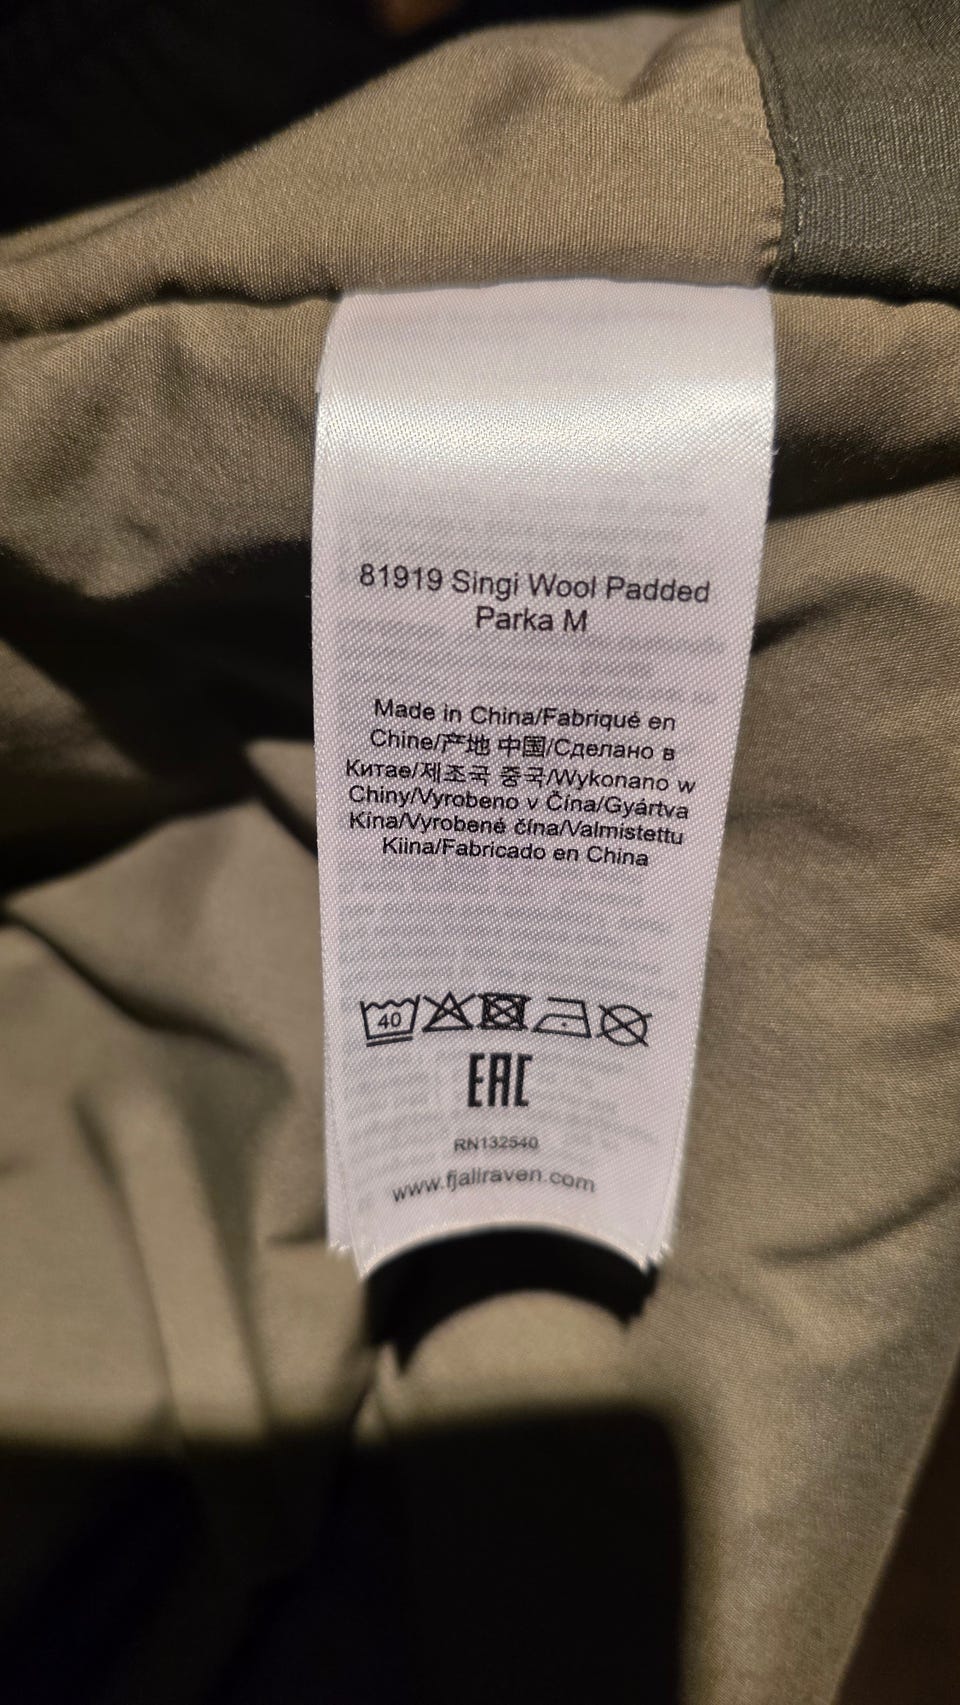 81919 Singi Wool Padded
Parka M
Made in China/Fabriqué en
Chine/产地 中国/Сделано в
Китае/제조국 중국/Wykonano w
Chiny/Vyrobeno v Čína/Gyártva
Kína/Vyrobené čína/Valmistettu
Kiina/Fabricado en China
40
EAC
RN132540
www.fjallraven.com